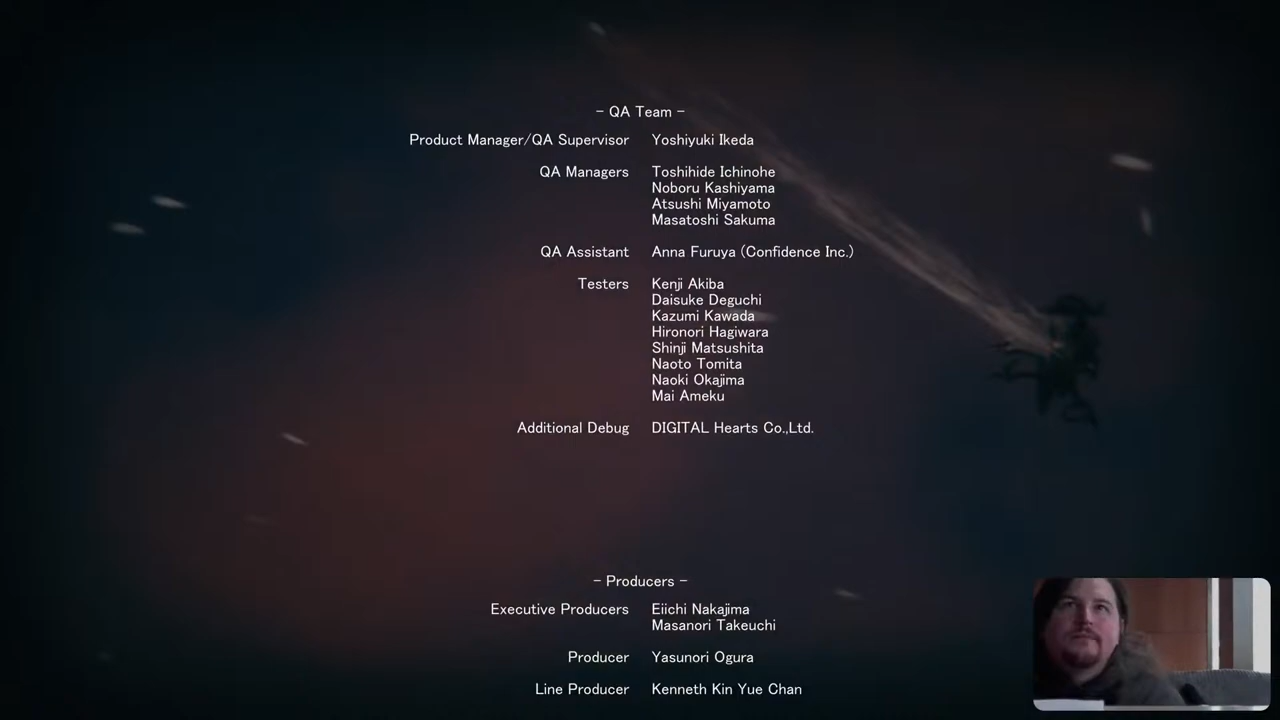 - QA Team -
Product Manager/QA Supervisor Yoshiyuki Ikeda
QA Managers Toshihide Ichinohe
Noboru Kashiyama
Atsushi Miyamoto
Masatoshi Sakuma
QA Assistant Anna Furuya (Confidence Inc.)
Testers Kenji Akiba
Daisuke Deguchi
Kazumi Kawada
Hironori Hagiwara
Shinji Matsushita
Naoto Tomita
Naoki Okajima
Mai Ameku
Additional Debug DIGITAL Hearts Co.,Ltd.
- Producers -
Executive Producers Eiichi Nakajima
Masanori Takeuchi
Producer Yasunori Ogura
Line Producer Kenneth Kin Yue Chan